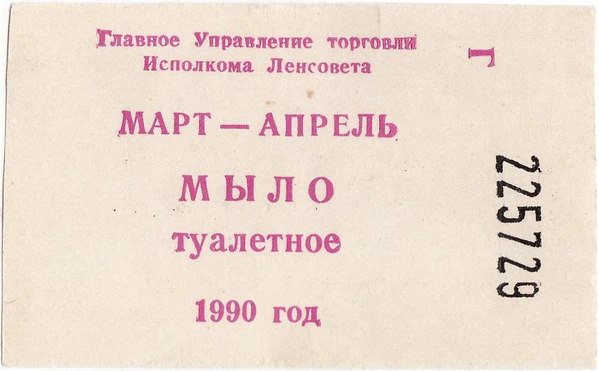 Главное Управление торговли
Исполкома Ленсовета
МАРТ — АПРЕЛЬ
МЫЛО
туалетное
1990 год
Г
225729